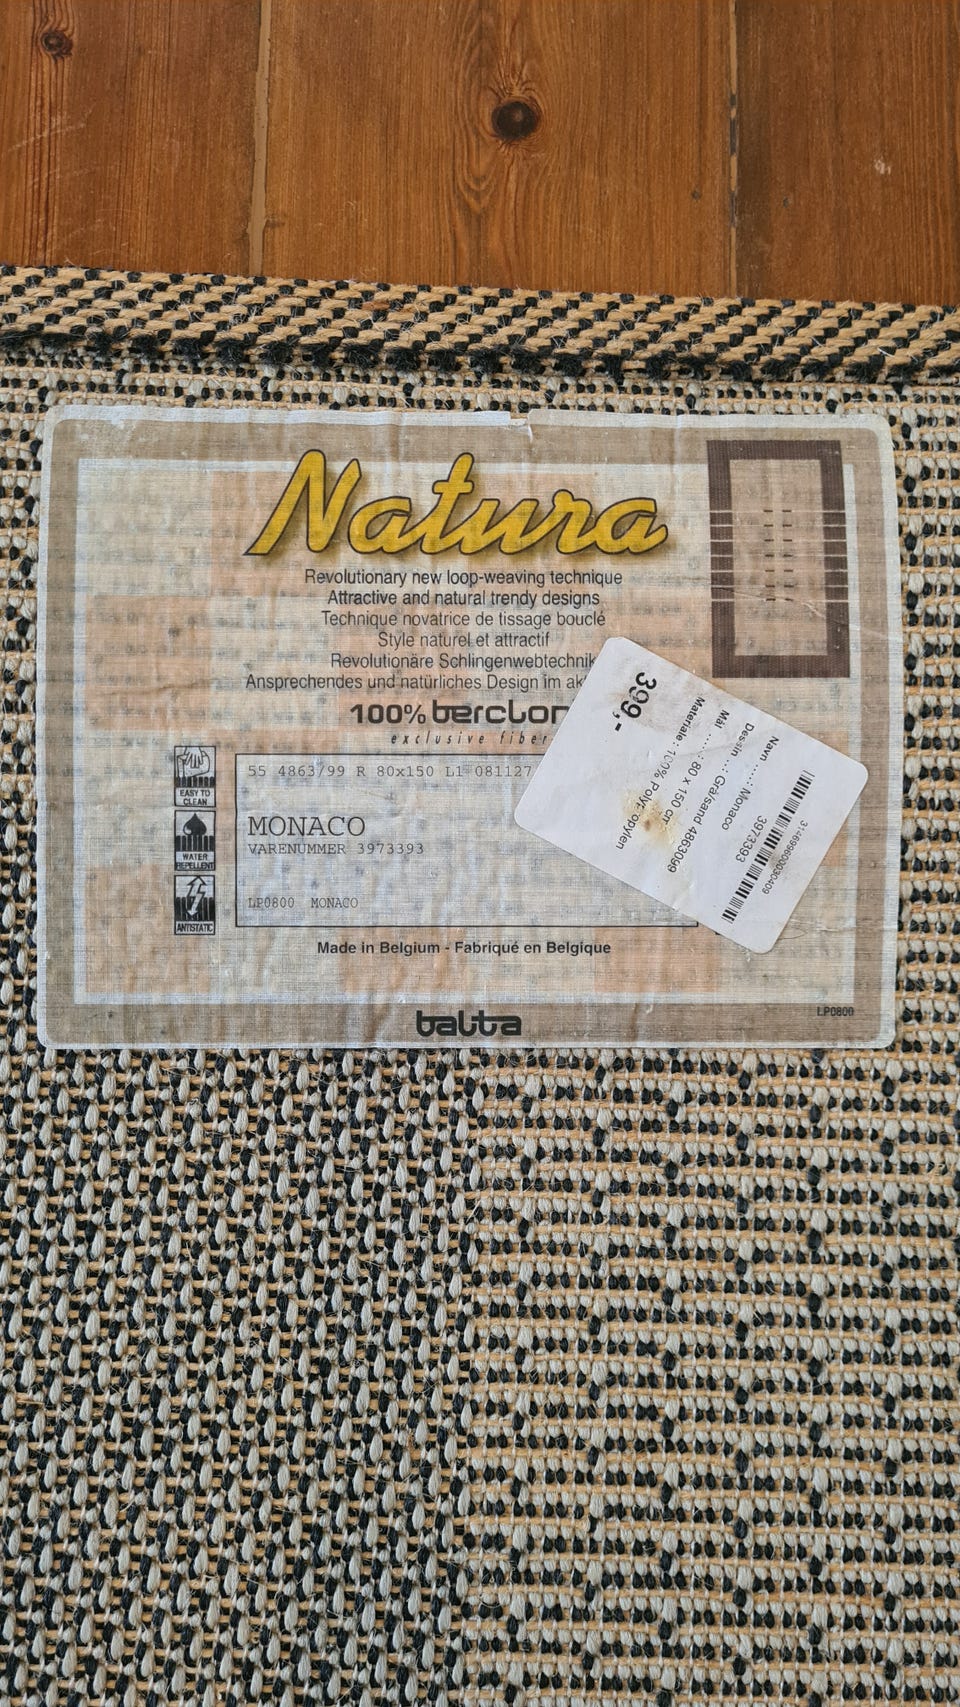 Natura
Revolutionary new loop-weaving technique
Attractive and natural trendy designs
Technique novatrice de tissage bouclé
Style naturel et attractif
Revolutionäre Schlingenwebtechnik
Ansprechendes und natürliches Design im
100%
exclusive fiber
EASY TO
CLEAN
WATER
REPELLENT
ANTISTATIC
55 4863/99 R 80x150 L1 081127
MONACO
VARENUMMER 3973393
LP0800 MONACO
Made in Belgium - Fabriqué en Belgique
balta
LP0800
3973393
Navn ....: Monaco
Dessin ...: Grå/sand 4863099
Mål .....: 80 x 150 cm
Materiale : 100% Polypropylen
399,-